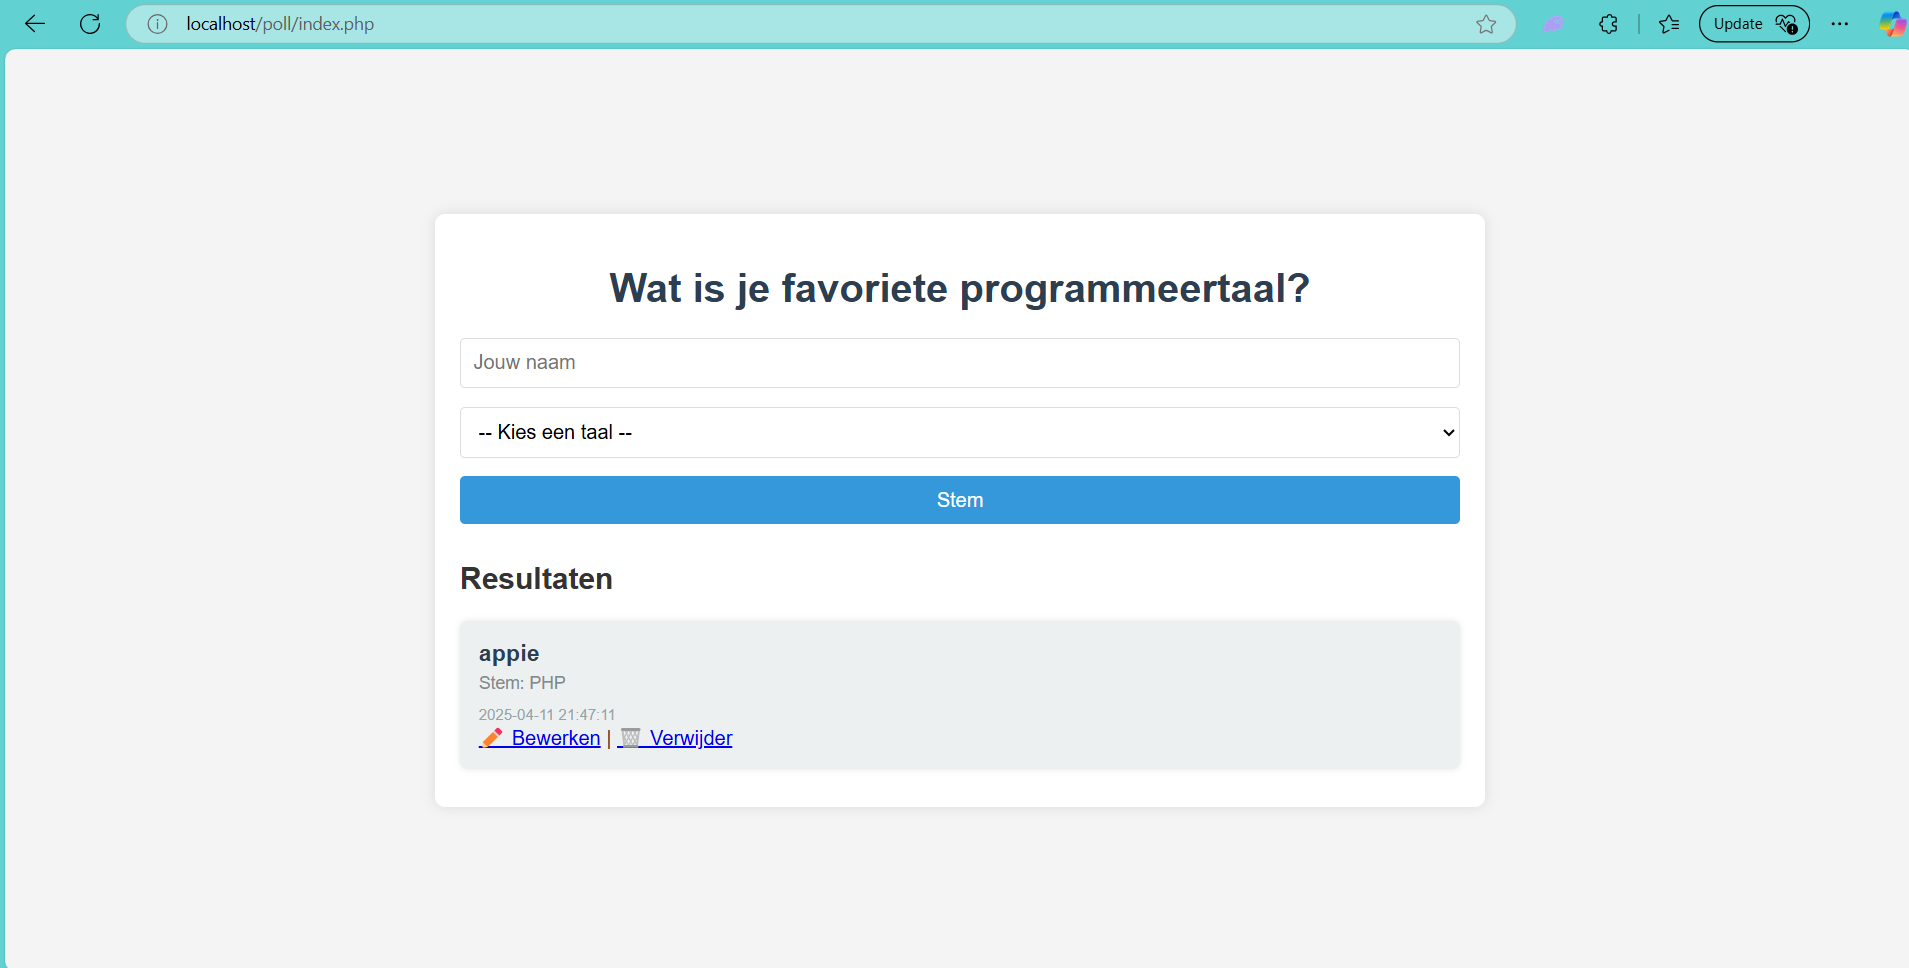 localhost/poll/index.php
Update
Wat is je favoriete programmeertaal?
Jouw naam
-- Kies een taal --
Stem
Resultaten
appie
Stem: PHP
2025-04-11 21:47:11
Bewerken | Verwijder